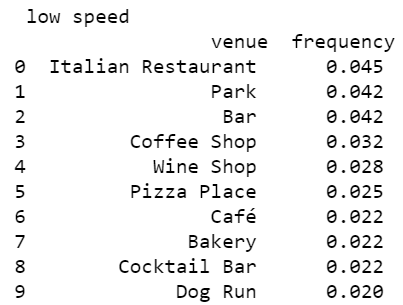 low speed
venue frequency
0 Italian Restaurant 0.045
1 Park 0.042
2 Bar 0.042
3 Coffee Shop 0.032
4 Wine Shop 0.028
5 Pizza Place 0.025
6 Café 0.022
7 Bakery 0.022
8 Cocktail Bar 0.022
9 Dog Run 0.020